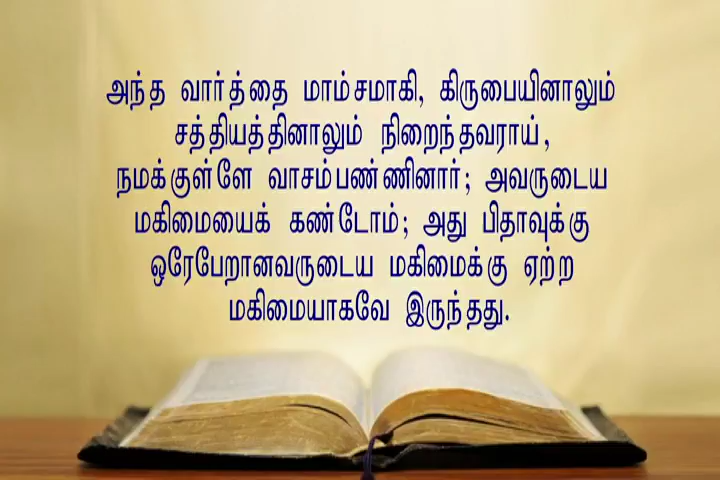 அந்த வார்த்தை மாம்சமாகி, கிருபையினாலும்
சத்தியத்தினாலும் நிறைந்தவராய்,
நமக்குள்ளே வாசம்பண்ணினார்; அவருடைய
மகிமையைக் கண்டோம்; அது பிதாவுக்கு
ஒரேபேறானவருடைய மகிமைக்கு ஏற்ற
மகிமையாகவே இருந்தது.